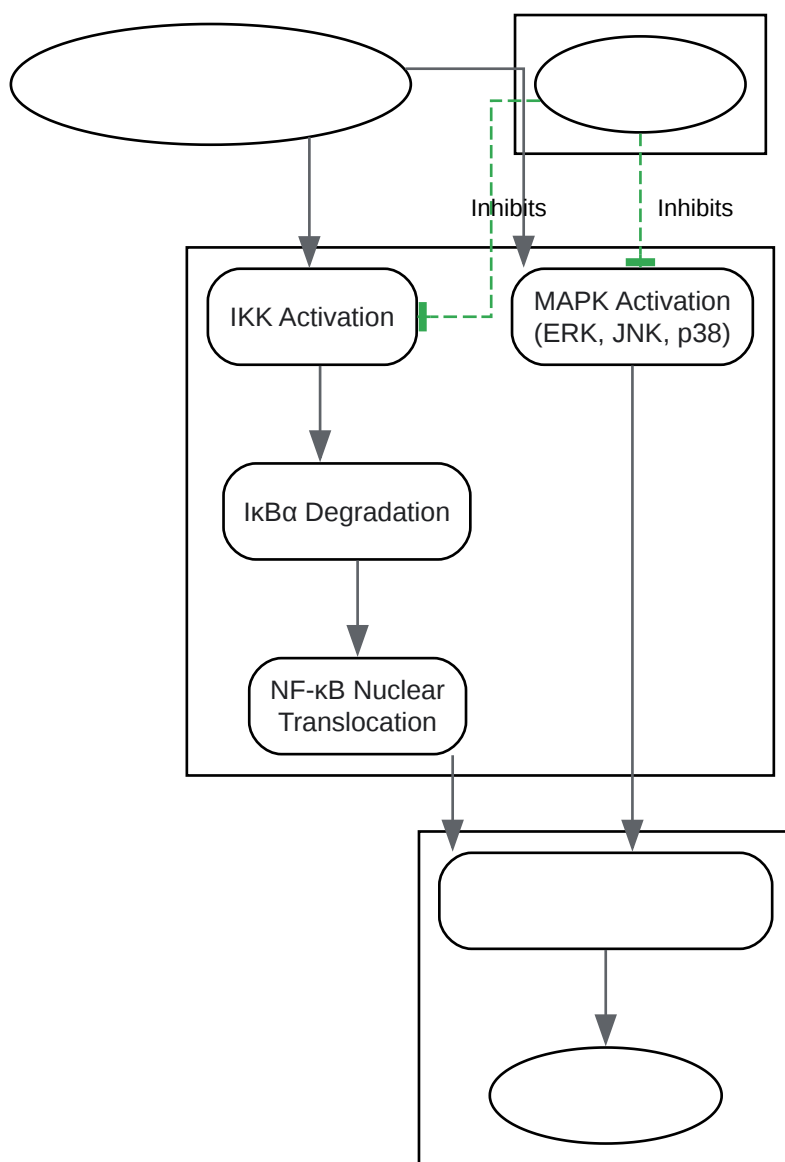 Inhibits
Inhibits
IKK Activation
MAPK Activation
(ERK, JNK, p38)
IκBα Degradation
NF-κB Nuclear
Translocation